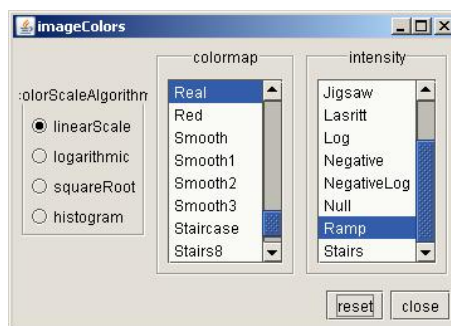 imageColors
:olorScaleAlgorithm
linearScale
logarithmic
squareRoot
histogram
colormap
Real
Red
Smooth
Smooth1
Smooth2
Smooth3
Staircase
Stairs8
intensity
Jigsaw
Lasritt
Log
Negative
NegativeLog
Null
Ramp
Stairs
reset
close